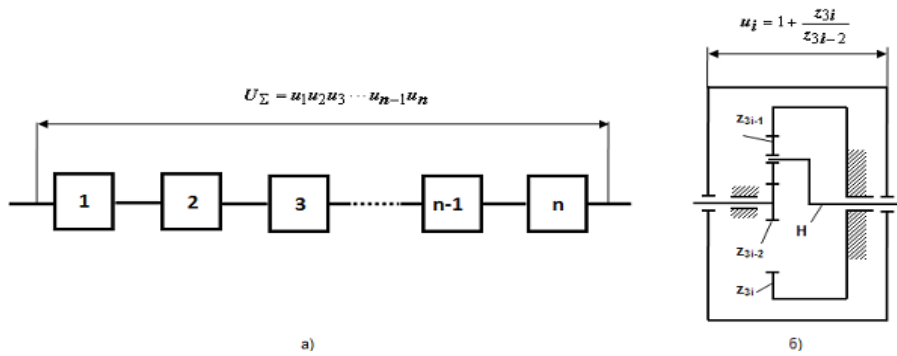 U_Σ = u₁u₂u₃ ⋯ u_{n−1}u_n
1
2
3
n-1
n
а)
u_i = 1 + z_{3i} / z_{3i−2}
z_{3i-1}
H
z_{3i-2}
z_{3i}
б)